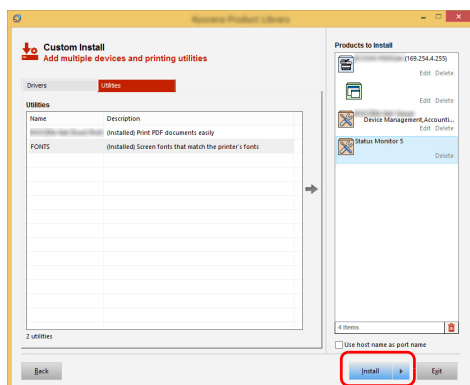 Custom Install
Add multiple devices and printing utilities
Drivers
Utilities
Utilities
Name
Description
(Installed) Print PDF documents easily
FONTS
(Installed) Screen fonts that match the printer's fonts
2 utilities
Products to Install
(169.254.4.255)
Edit Delete
Edit Delete
Device Management,Accounti...
Edit Delete
Status Monitor 5
Delete
4 items
Use host name as port name
Back
Install
Exit